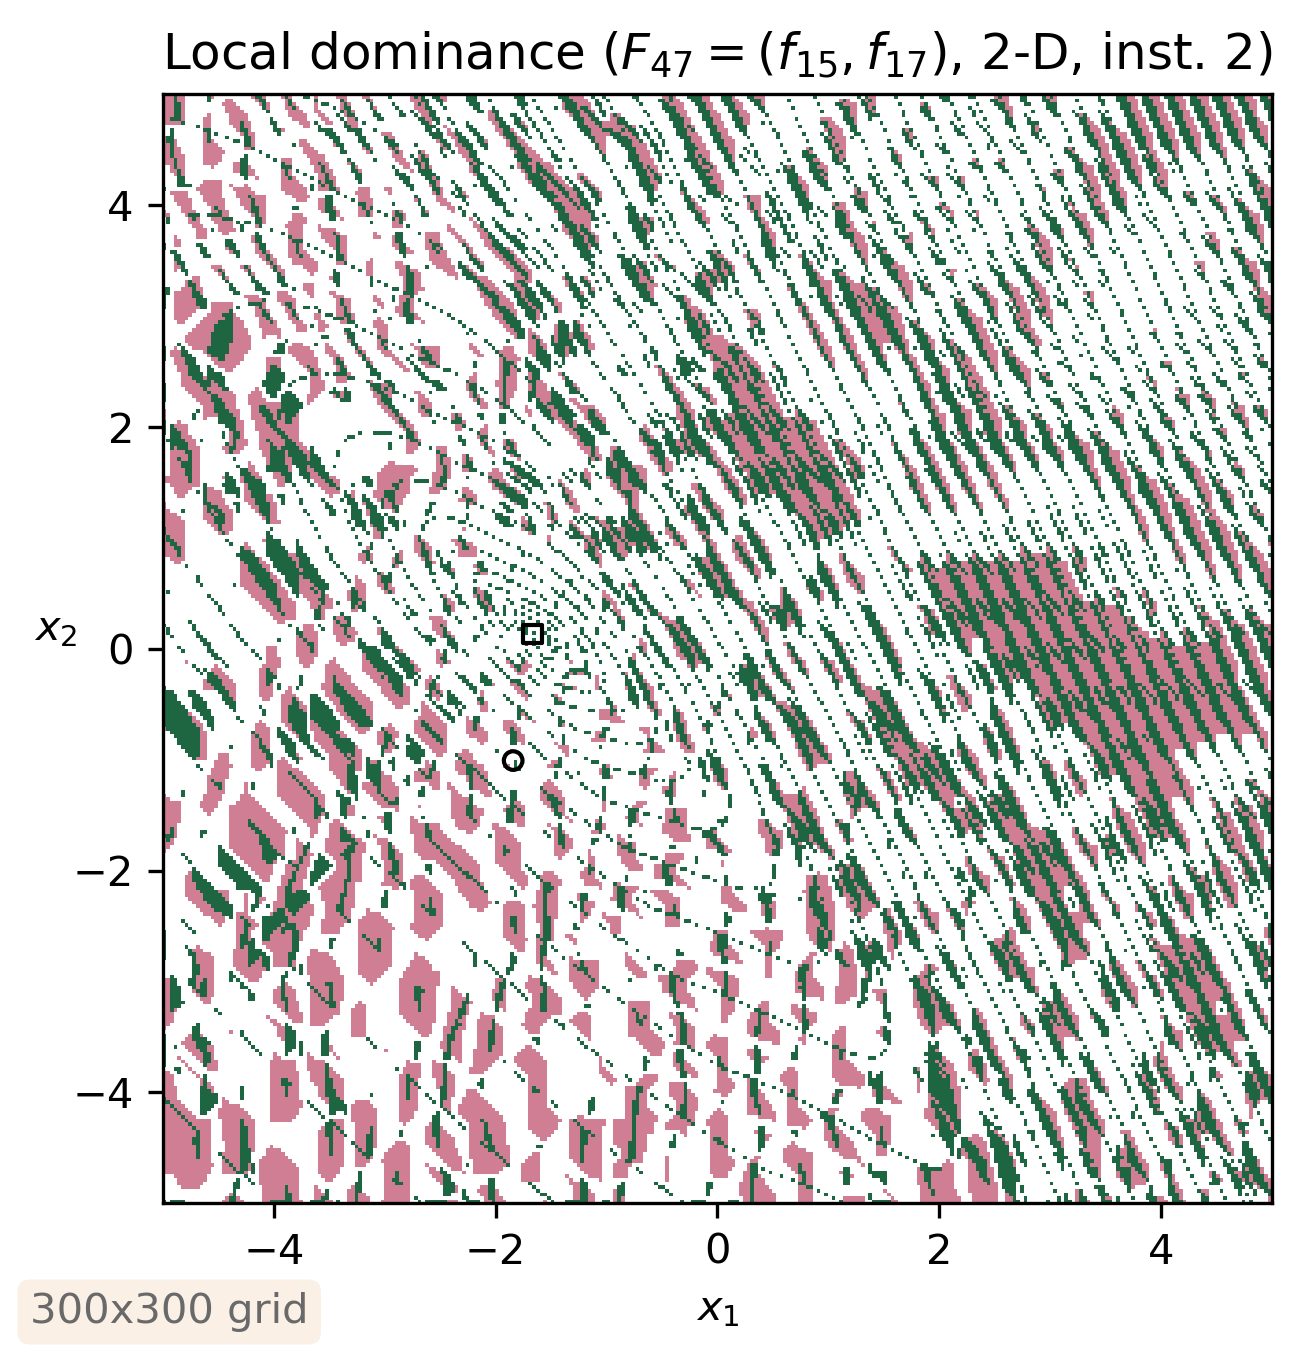 Local dominance (F₄₇ = (f₁₅, f₁₇), 2-D, inst. 2)
4
2
0
−2
−4
x₂
−4 −2 0 2 4
x₁
300x300 grid